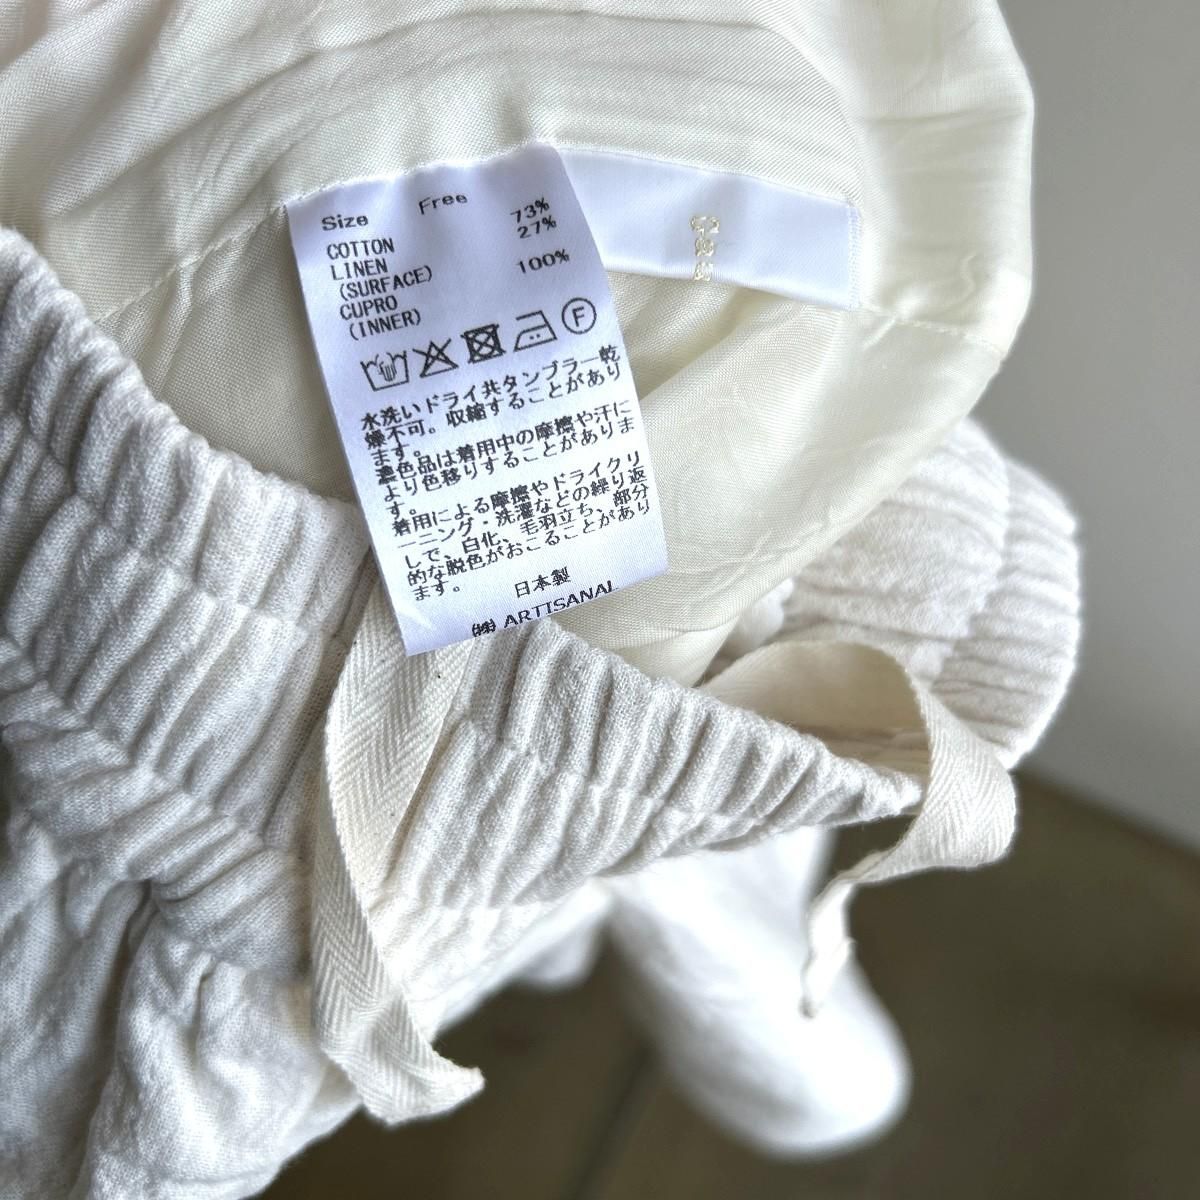 Size Free
COTTON 73%
LINEN 27%
(SURFACE)
CUPRO 100%
(INNER)
F
水洗いドライ共タンブラー乾
燥不可。収縮することがあり
ます。
濃色品は着用中の摩擦や汗に
より色移りすることがありま
す。
着用による摩擦やドライクリ
ーニング・洗濯などの繰り返
しで、白化、毛羽立ち、部分
的な脱色がおこることがあり
ます。
日本製
㈱ ARTISANAL